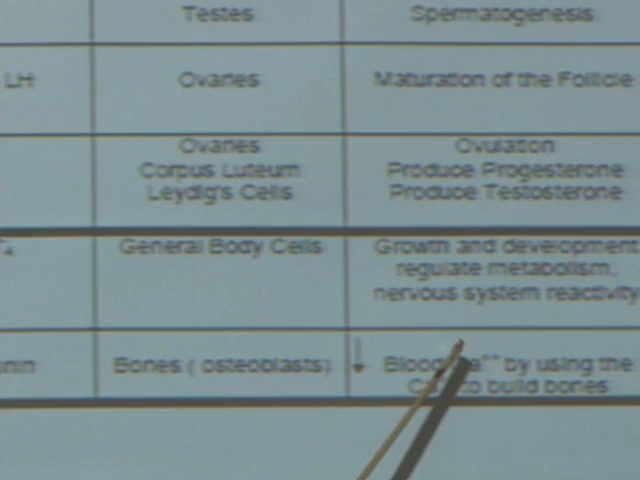 Testes Spermatogenesis
LH Ovaries Maturation of the Follicle
Ovaries Ovulation
Corpus Luteum Produce Progesterone
Leydig's Cells Produce Testosterone
General Body Cells Growth and development
regulate metabolism,
nervous system reactivity
Bones ( osteoblasts) ↓ Blood by using the
to build bones